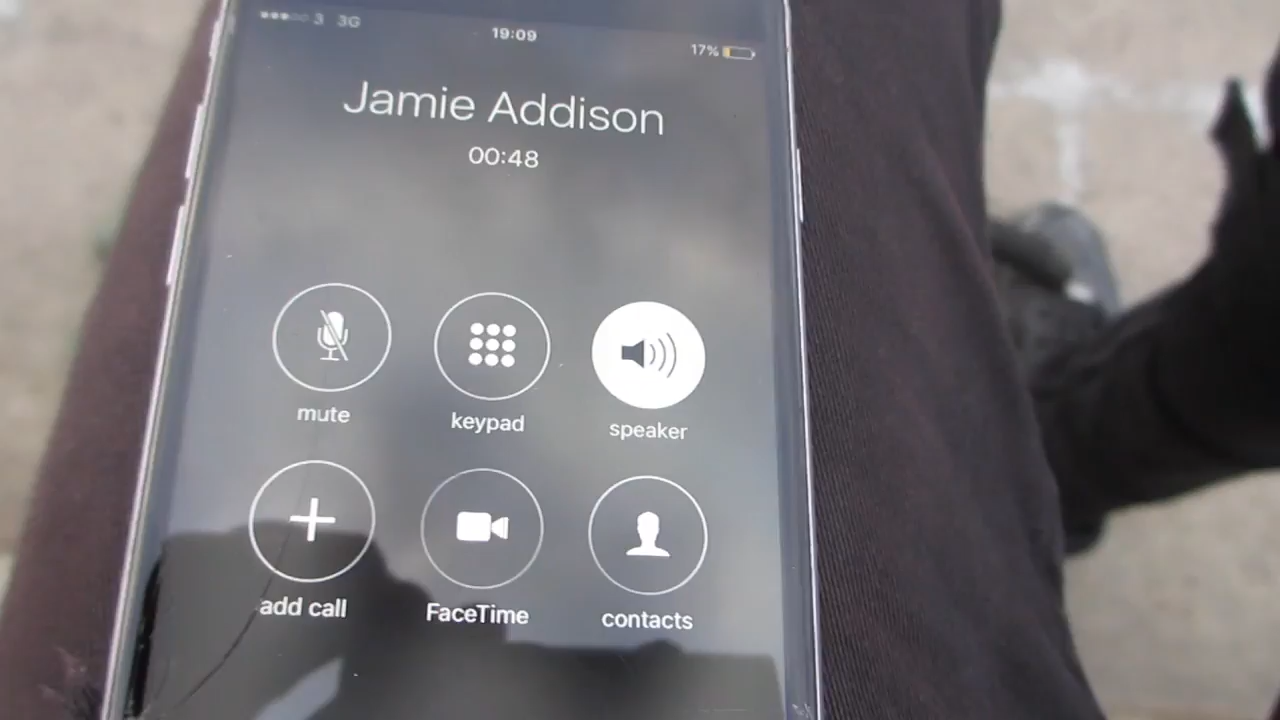 3 3G 19:09 17%
Jamie Addison
00:48
mute keypad speaker
add call FaceTime contacts